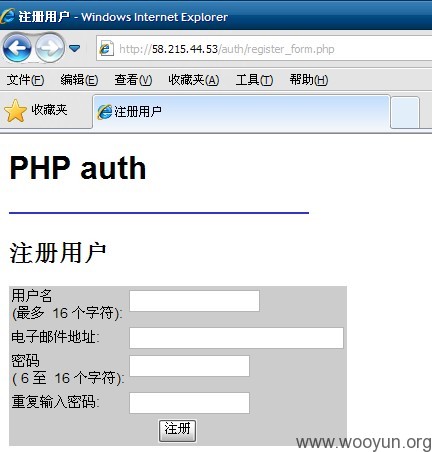 注册用户 - Windows Internet Explorer
http://58.215.44.53/auth/register_form.php
文件(F) 编辑(E) 查看(V) 收藏夹(A) 工具(T) 帮助(H)
收藏夹 注册用户
PHP auth
注册用户
用户名
(最多 16 个字符):
电子邮件地址:
密码
( 6 至 16 个字符):
重复输入密码:
注册
www.wooyun.org